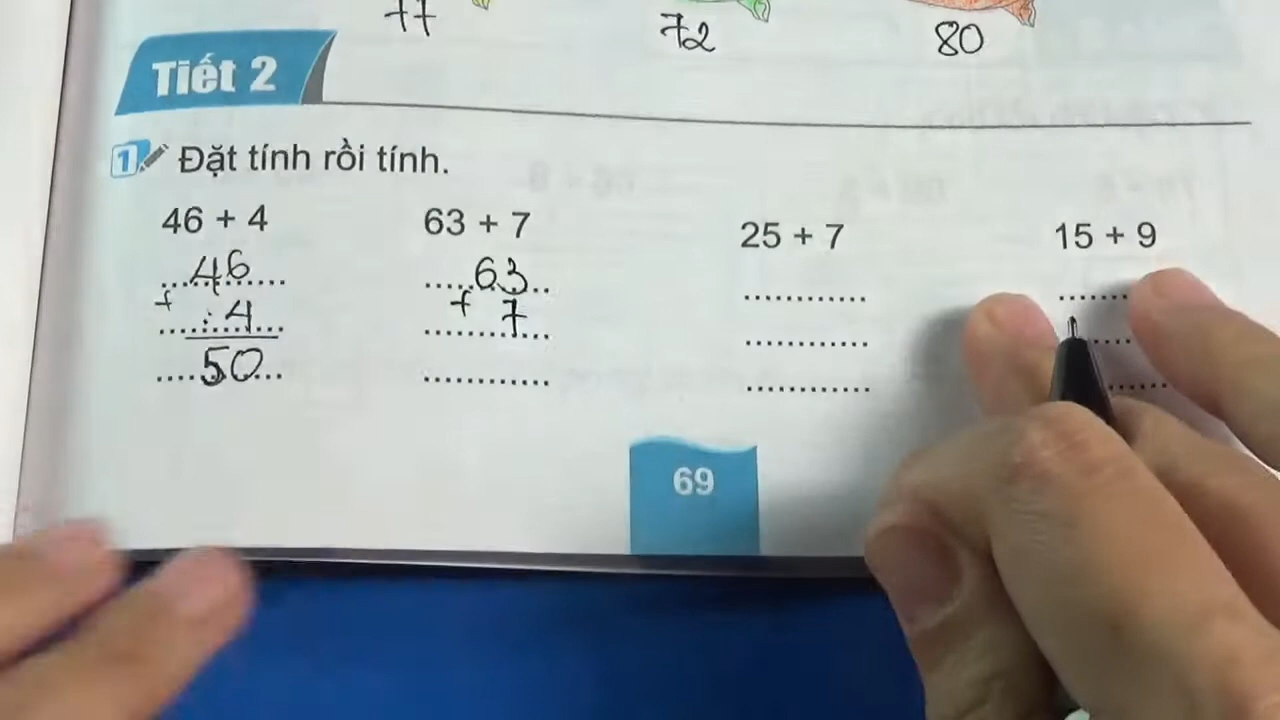 77 72 80
Tiết 2
1 Đặt tính rồi tính.
46 + 4 63 + 7 25 + 7 15 + 9
46 63
+ +
4 7
50
69